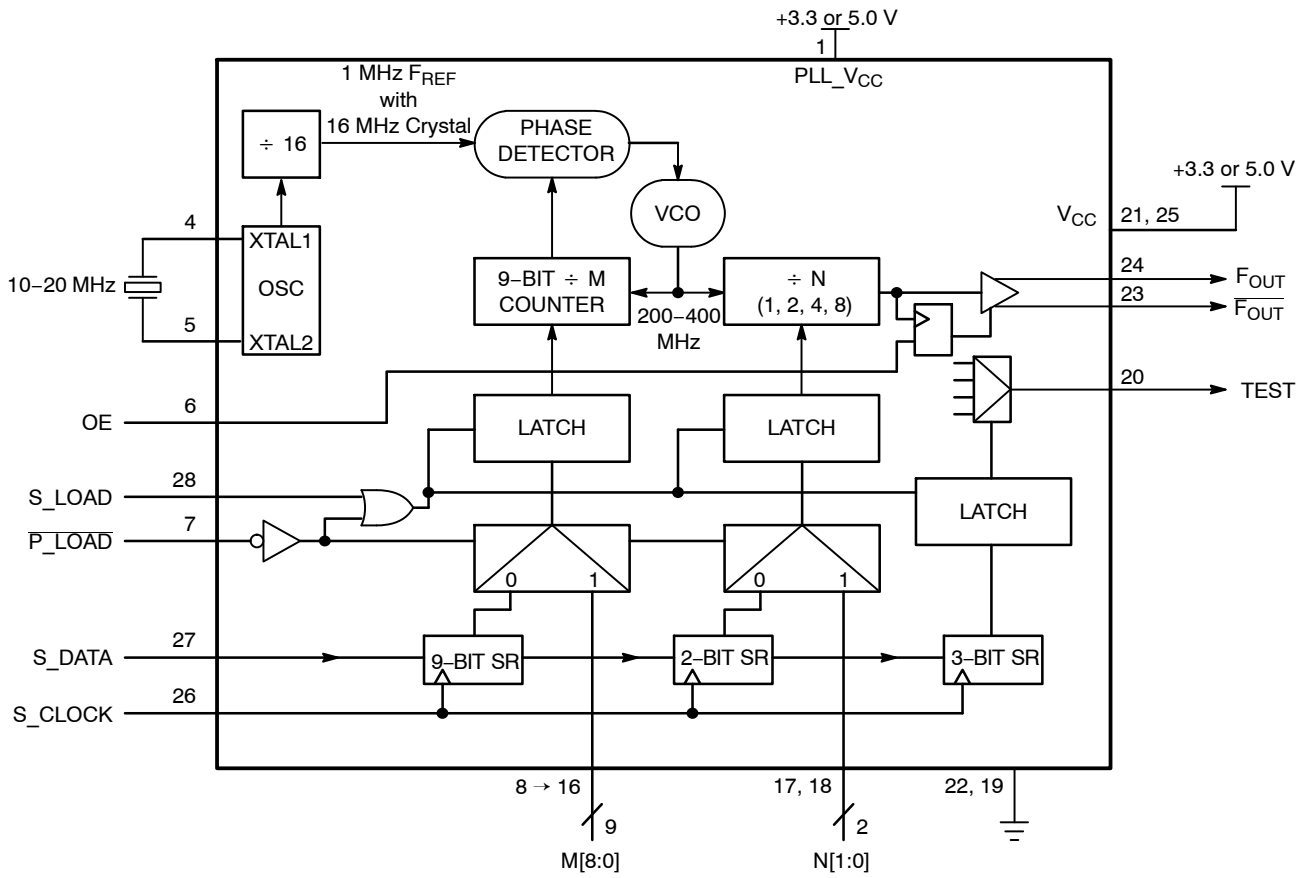 +3.3 or 5.0 V
1
PLL_VCC
1 MHz FREF
with
16 MHz Crystal
÷ 16
PHASE
DETECTOR
VCO
+3.3 or 5.0 V
VCC
21, 25
4
XTAL1
10–20 MHz
OSC
5
XTAL2
9–BIT ÷ M
COUNTER
200–400
MHz
÷ N
(1, 2, 4, 8)
24
FOUT
23
FOUT
20
TEST
OE
6
LATCH
LATCH
S_LOAD
28
P_LOAD
7
LATCH
0
1
0
1
S_DATA
27
9–BIT SR
2–BIT SR
3–BIT SR
S_CLOCK
26
8 → 16
17, 18
22, 19
9
2
M[8:0]
N[1:0]